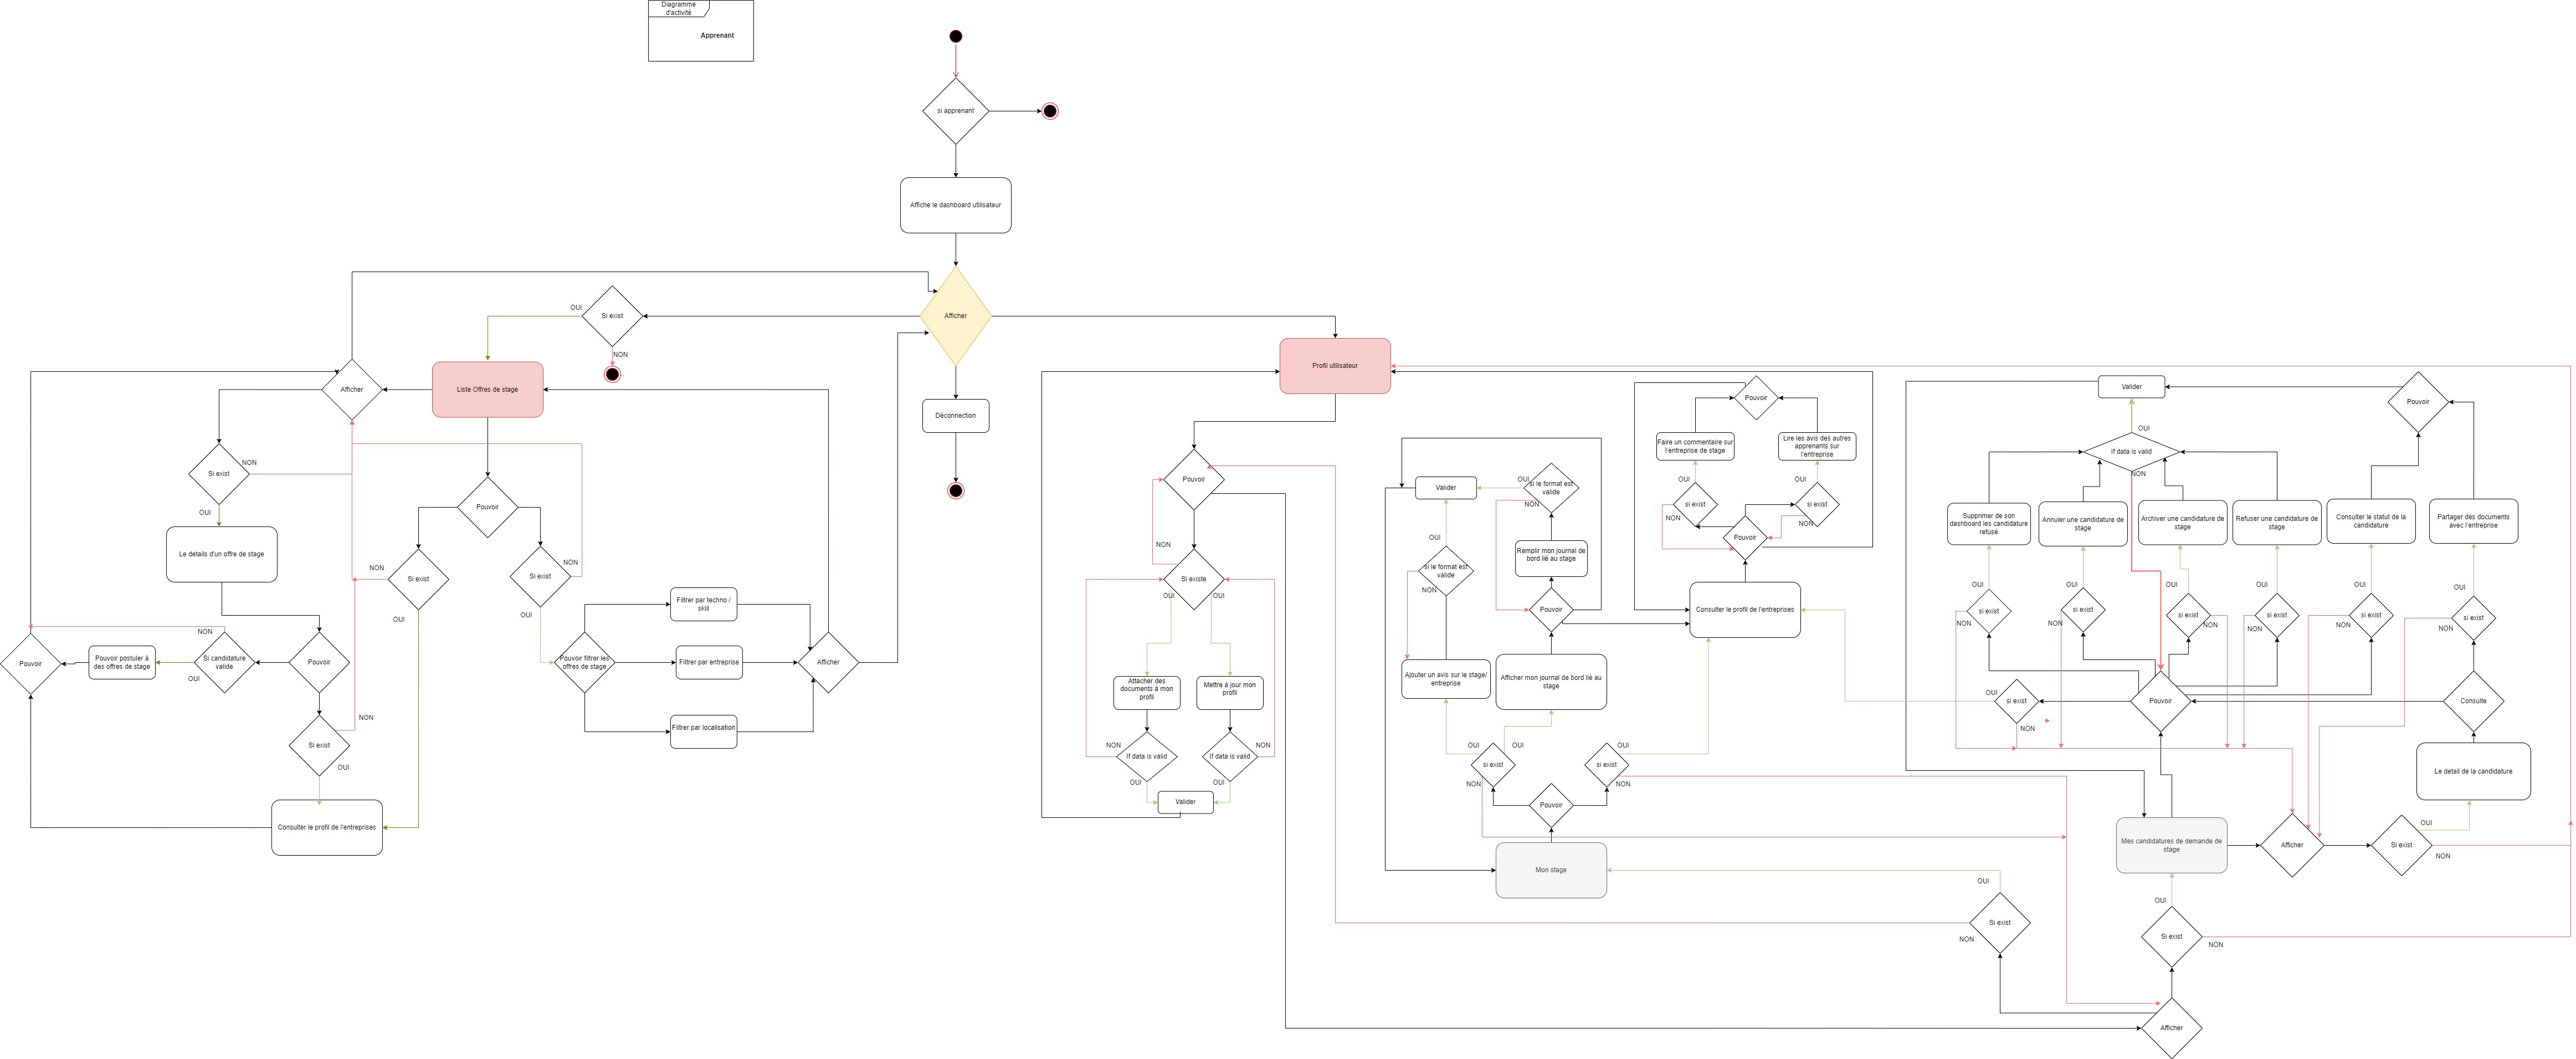 Diagramme
d'activité
Apprenant
si apprenant
Affiche le dashboard utilisateur
Afficher
Si exist
OUI
NON
Déconnection
Liste Offres de stage
Afficher
Si exist
NON
OUI
Le details d'un offre de stage
Pouvoir
Si exist
NON
OUI
Si exist
NON
OUI
Pouvoir
Si candidature
valide
NON
OUI
Pouvoir postuler à
des offres de stage
Pouvoir
Si exist
NON
OUI
Consulter le profil de l'entreprises
Pouvoir filtrer les
offres de stage
Filtrer par techno /
skill
Filtrer par entreprise
Filtrer par localisation
Afficher
Profil utilisateur
Pouvoir
NON
Si existe
OUI
OUI
Attacher des
documents à mon
profil
Mettre à jour mon
profil
If data is valid
NON
OUI
If data is valid
NON
OUI
Valider
Valider
OUI
si le format est
valide
NON
OUI
si le format est
valide
NON
Remplir mon journal de
bord lié au stage
Pouvoir
Ajouter un avis sur le stage/
entreprise
Afficher mon journal de bord lié au
stage
OUI
OUI
si exist
NON
OUI
si exist
NON
Pouvoir
Mon stage
Pouvoir
Faire un commentaire sur
l'entreprise de stage
Lire les avis des autres
apprenants sur
l'entreprise
OUI
si exist
NON
OUI
si exist
NON
Pouvoir
Consulter le profil de l'entreprises
Valider
OUI
If data is valid
NON
Pouvoir
Supprimer de son
dashboard les candidature
refusé
Annuler une candidature de
stage
Archiver une candidature de
stage
Refuser une candidature de
stage
Consulter le statut de la
candidature
Partager des documents
avec l'entreprise
OUI
si exist
NON
OUI
si exist
NON
OUI
si exist
NON
OUI
si exist
NON
OUI
si exist
NON
OUI
si exist
NON
OUI
si exist
NON
Pouvoir
Consulte
Le detail de la candidature
Mes candidatures de demande de
stage
Afficher
Si exist
OUI
NON
OUI
Si exist
NON
OUI
Si exist
NON
Afficher